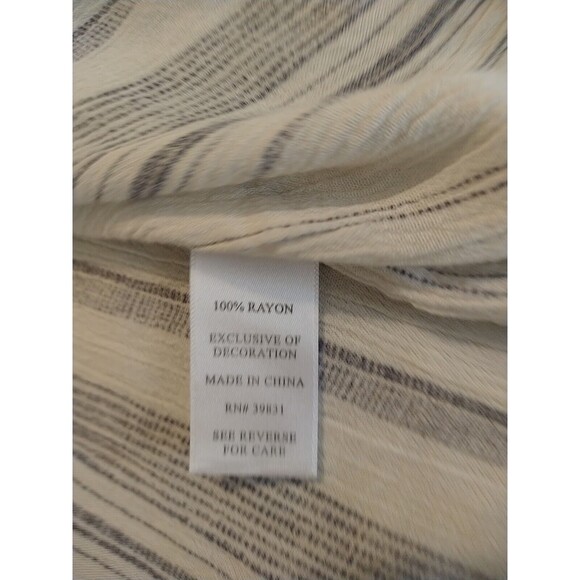 100% RAYON
EXCLUSIVE OF
DECORATION
MADE IN CHINA
RN# 39831
SEE REVERSE
FOR CARE